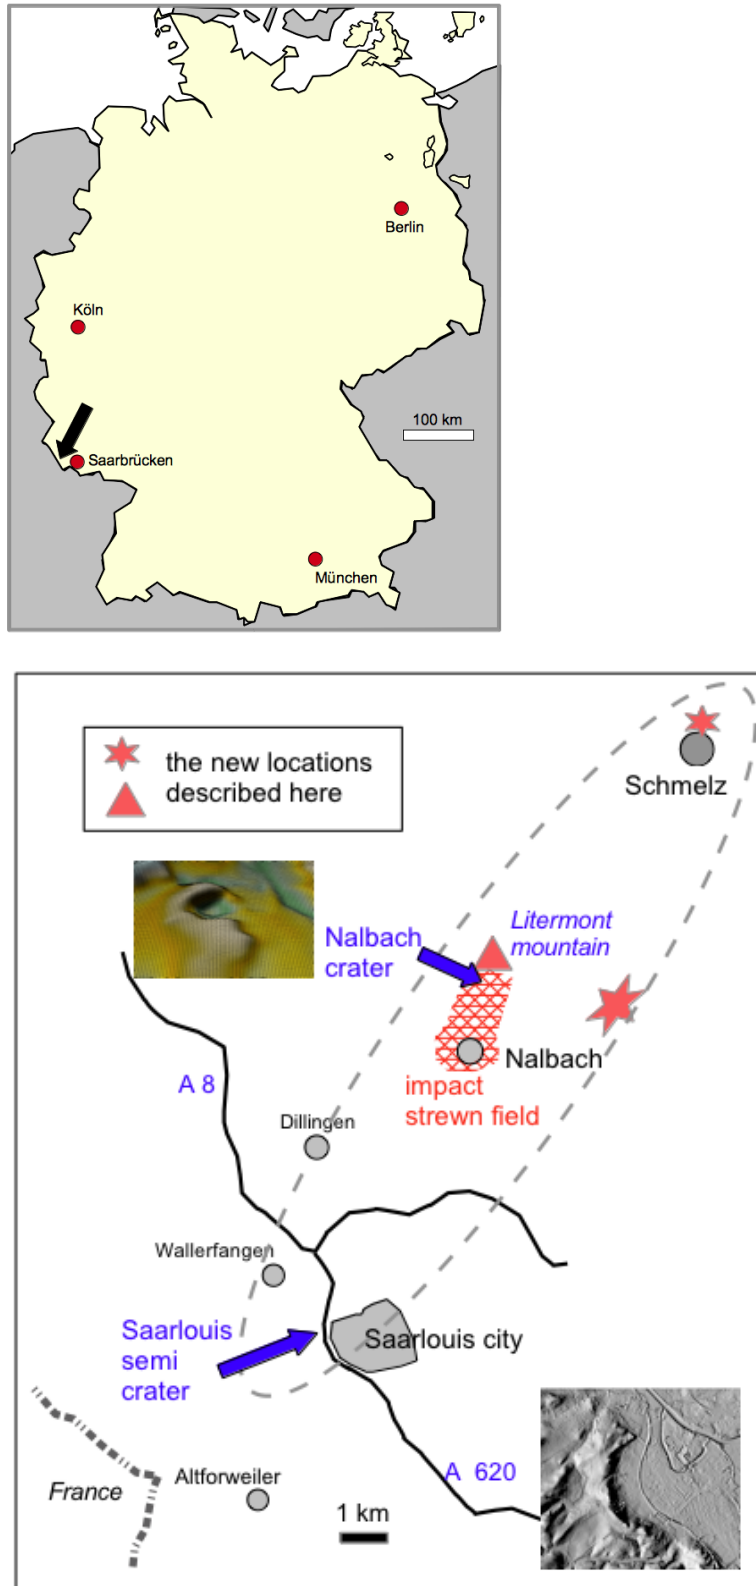 Berlin
Köln
100 km
Saarbrücken
München
the new locations
described here
Schmelz
Litermont
mountain
Nalbach
crater
Nalbach
A 8
impact
strewn field
Dillingen
Wallerfangen
Saarlouis
semi
crater
Saarlouis city
France
Altforweiler
A 620
1 km